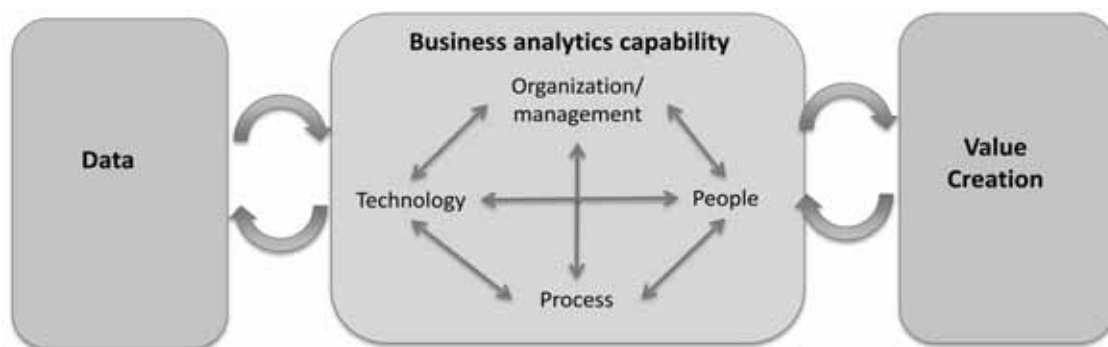 Data
Business analytics capability
Organization/
management
Technology
People
Process
Value
Creation